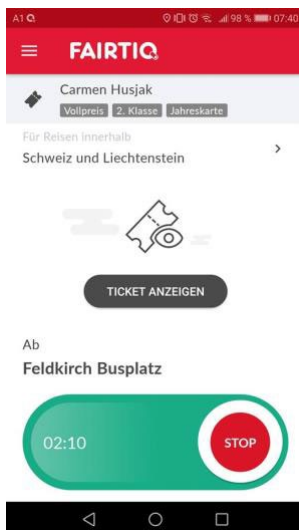 A1 98 % 07:40
FAIRTIQ
Carmen Husjak
Vollpreis 2. Klasse Jahreskarte
Für Reisen innerhalb
Schweiz und Liechtenstein
TICKET ANZEIGEN
Ab
Feldkirch Busplatz
02:10 STOP